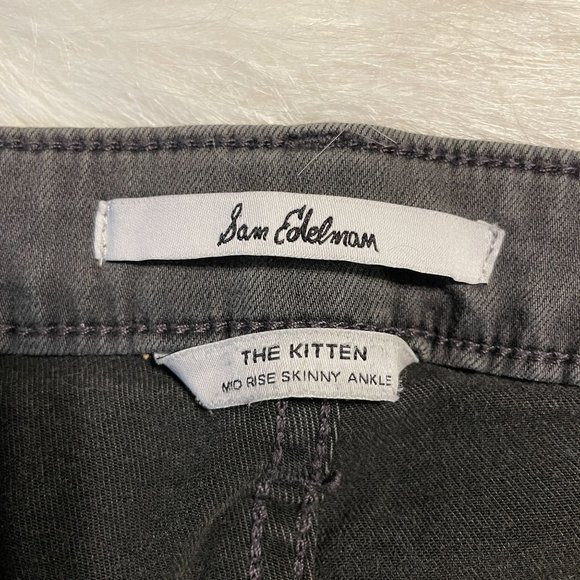 Sam Edelman
THE KITTEN
MID RISE SKINNY ANKLE